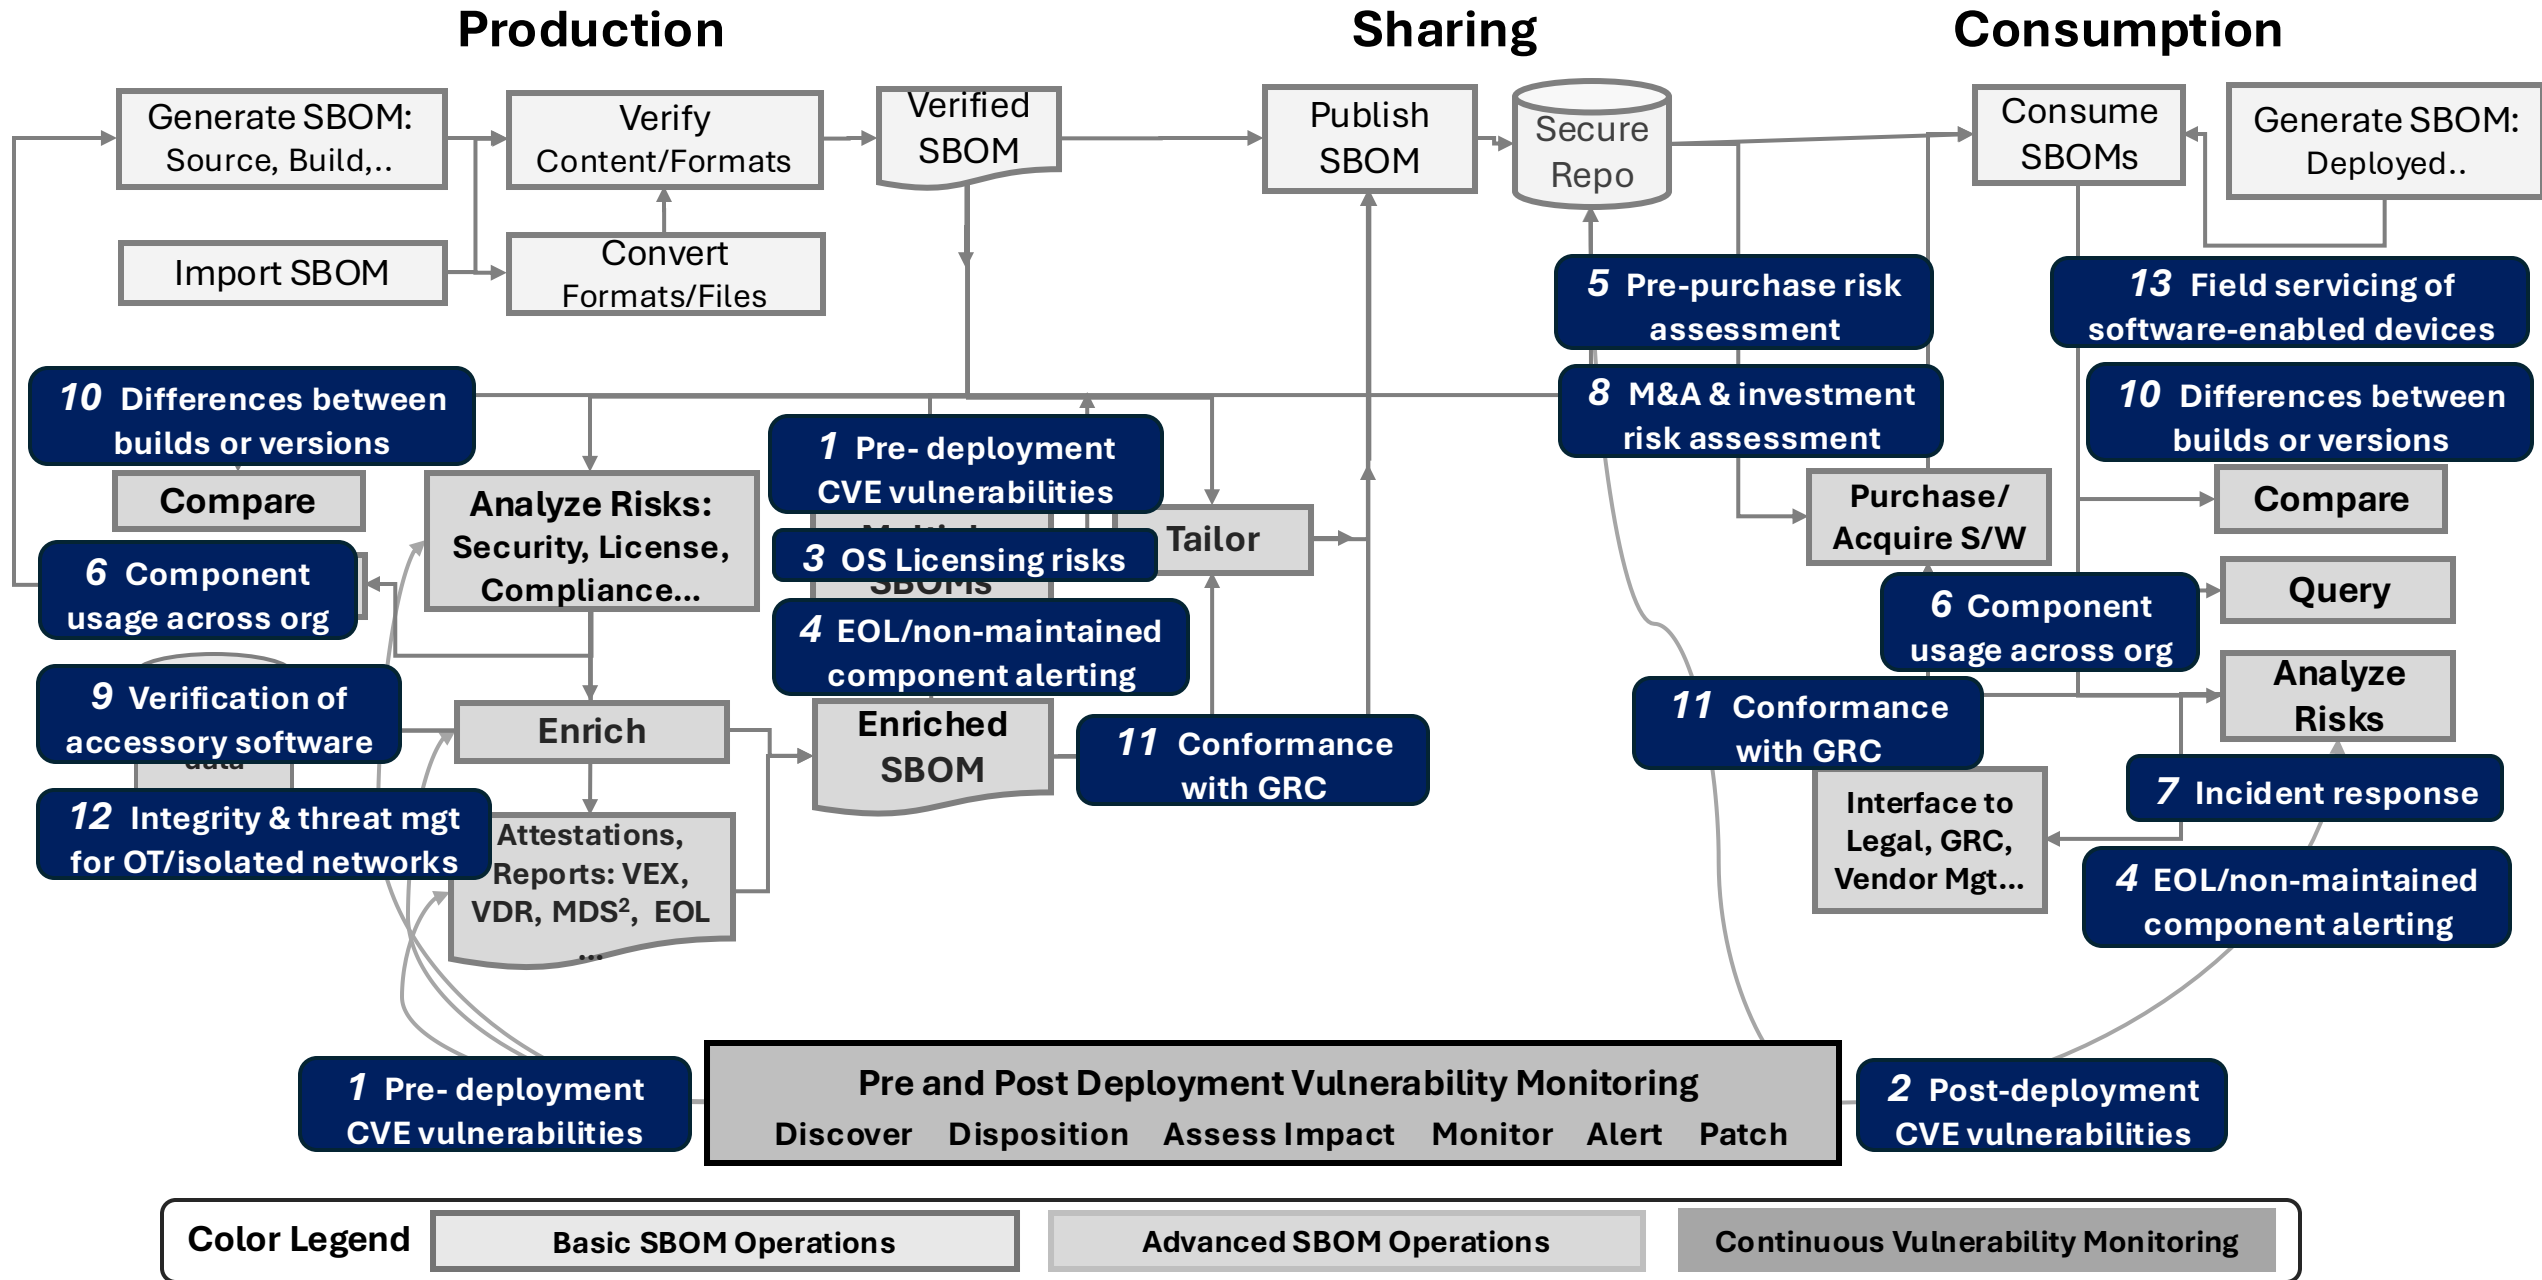 Production
Sharing
Consumption
Generate SBOM:
Source, Build,..
Verify
Content/Formats
Verified
SBOM
Publish
SBOM
Secure
Repo
Consume
SBOMs
Generate SBOM:
Deployed..
Import SBOM
Convert
Formats/Files
5 Pre-purchase risk
assessment
13 Field servicing of
software-enabled devices
10 Differences between
builds or versions
1 Pre- deployment
CVE vulnerabilities
8 M&A & investment
risk assessment
10 Differences between
builds or versions
Compare
Analyze Risks:
Security, License,
Compliance...
3 OS Licensing risks
SBOMs
Tailor
Purchase/
Acquire S/W
Compare
6 Component
usage across org
4 EOL/non-maintained
component alerting
6 Component
usage across org
Query
9 Verification of
accessory software
data
Enrich
Enriched
SBOM
11 Conformance
with GRC
11 Conformance
with GRC
Analyze
Risks
12 Integrity & threat mgt
for OT/isolated networks
Attestations,
Reports: VEX,
VDR, MDS², EOL
...
Interface to
Legal, GRC,
Vendor Mgt...
7 Incident response
4 EOL/non-maintained
component alerting
1 Pre- deployment
CVE vulnerabilities
Pre and Post Deployment Vulnerability Monitoring
Discover Disposition Assess Impact Monitor Alert Patch
2 Post-deployment
CVE vulnerabilities
Color Legend
Basic SBOM Operations
Advanced SBOM Operations
Continuous Vulnerability Monitoring